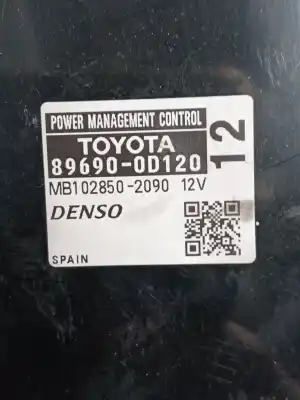 POWER MANAGEMENT CONTROL
TOYOTA
89690-0D120
12
MB102850-2090 12V
DENSO
SPAIN